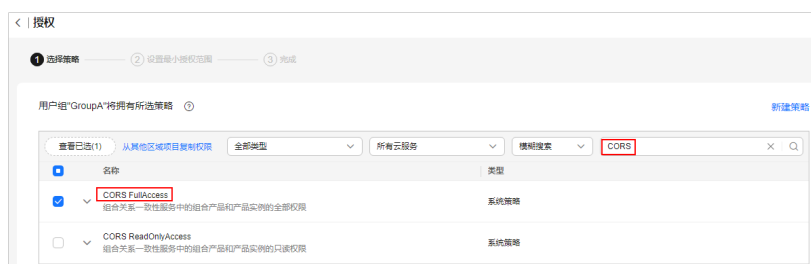 < | 授权
1 选择策略 2 设置最小授权范围 3 完成
用户组"GroupA"将拥有所选策略 ? 新建策略
查看已选(1) 从其他区域项目复制权限 全部类型 所有云服务 模糊搜索 CORS
名称 类型
CORS FullAccess
组合关系一致性服务中的组合产品和产品实例的全部权限 系统策略
CORS ReadOnlyAccess
组合关系一致性服务中的组合产品和产品实例的只读权限 系统策略